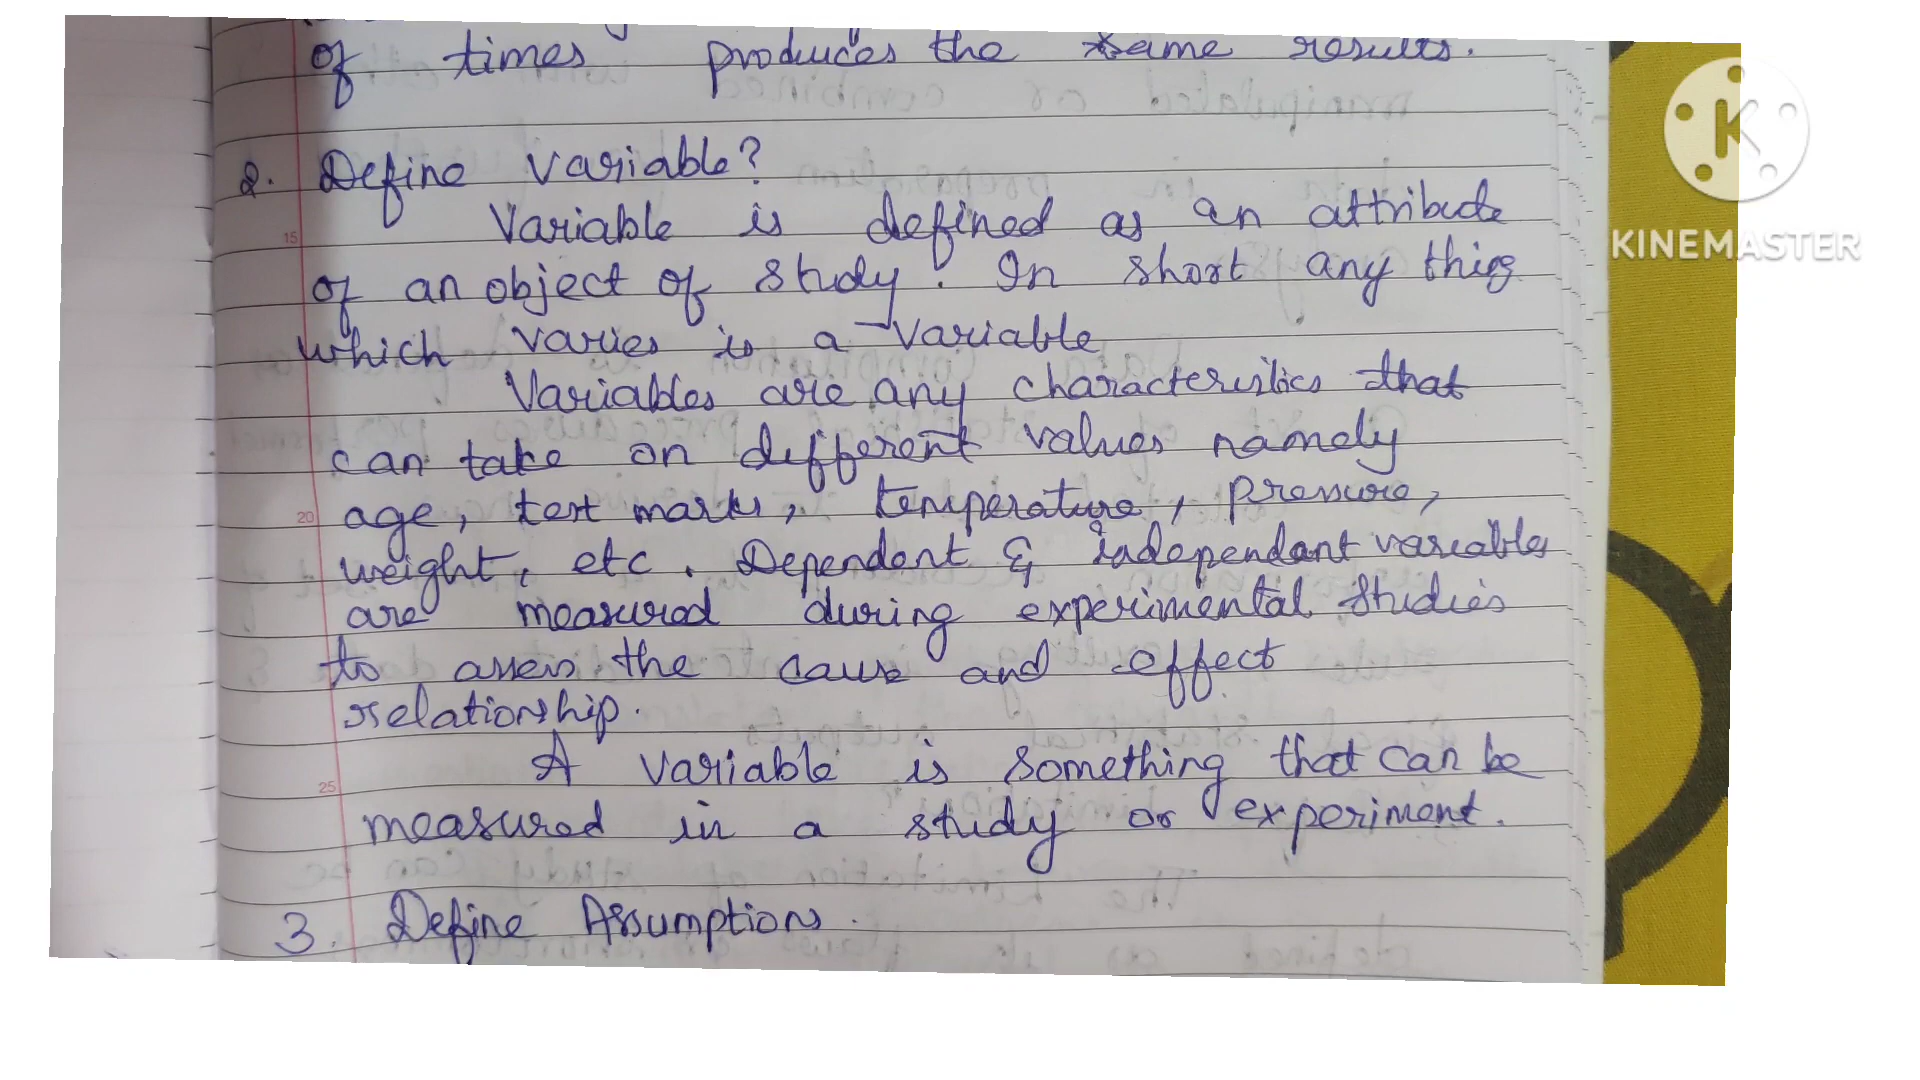 of times produces the same results.
2. Define Variable?
Variable is defined as an attribute
of an object of study. In short any thing
which varies is a variable
Variables are any characteristics that
can take on different values namely
15
age, test marks, temperature, pressure,
20
weight, etc. Dependent & independent variables
are measured during experimental studies
to assess the cause and effect
relationship.
A variable is something that can be
25
measured in a study or experiment.
3. Define Assumptions.
KINEMASTER